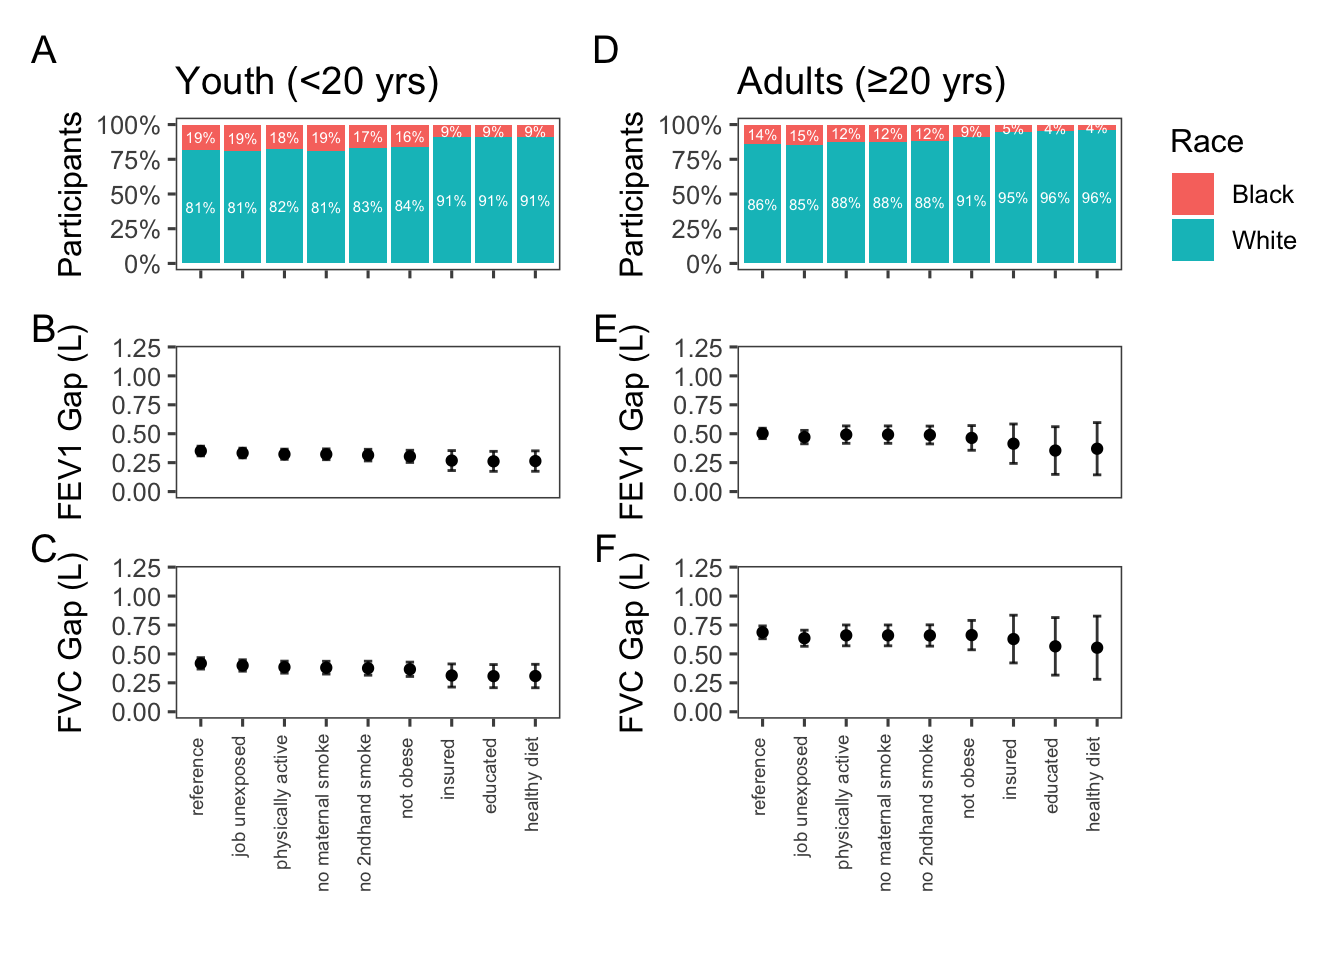 A
Youth (<20 yrs)
Participants
100%
75%
50%
25%
0%
19% 19% 18% 19% 17% 16% 9% 9% 9%
81% 81% 82% 81% 83% 84% 91% 91% 91%
D
Adults (≥20 yrs)
Participants
100%
75%
50%
25%
0%
14% 15% 12% 12% 12% 9% 5% 4% 4%
86% 85% 88% 88% 88% 91% 95% 96% 96%
Race
Black
White
B
FEV1 Gap (L)
1.25
1.00
0.75
0.50
0.25
0.00
E
FEV1 Gap (L)
1.25
1.00
0.75
0.50
0.25
0.00
C
FVC Gap (L)
1.25
1.00
0.75
0.50
0.25
0.00
reference
job unexposed
physically active
no maternal smoke
no 2ndhand smoke
not obese
insured
educated
healthy diet
F
FVC Gap (L)
1.25
1.00
0.75
0.50
0.25
0.00
reference
job unexposed
physically active
no maternal smoke
no 2ndhand smoke
not obese
insured
educated
healthy diet